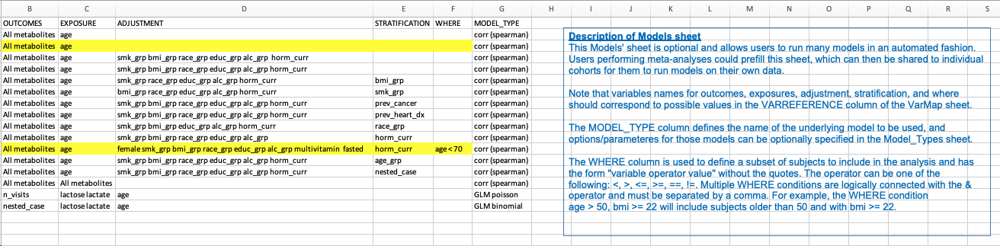 B C D E F G H I J K L M N O P Q R S
OUTCOMES EXPOSURE ADJUSTMENT STRATIFICATION WHERE MODEL_TYPE
All metabolites age corr (spearman)
All metabolites age corr (spearman)
All metabolites age smk_grp bmi_grp race_grp educ_grp alc_grp horm_curr corr (spearman)
All metabolites age smk_grp bmi_grp race_grp educ_grp alc_grp horm_curr corr (spearman)
All metabolites age smk_grp race_grp educ_grp alc_grp horm_curr bmi_grp corr (spearman)
All metabolites age bmi_grp race_grp educ_grp alc_grp horm_curr smk_grp corr (spearman)
All metabolites age smk_grp bmi_grp race_grp educ_grp alc_grp horm_curr prev_cancer corr (spearman)
All metabolites age smk_grp bmi_grp race_grp educ_grp alc_grp horm_curr prev_heart_dx corr (spearman)
All metabolites age smk_grp bmi_grp educ_grp alc_grp horm_curr race_grp corr (spearman)
All metabolites age smk_grp bmi_grp race_grp educ_grp alc_grp horm_curr corr (spearman)
All metabolites age female smk_grp bmi_grp race_grp educ_grp alc_grp multivitamin fasted horm_curr age < 70 corr (spearman)
All metabolites age smk_grp bmi_grp race_grp educ_grp alc_grp horm_curr age_grp corr (spearman)
All metabolites age smk_grp bmi_grp race_grp educ_grp alc_grp horm_curr nested_case corr (spearman)
All metabolites All metabolites corr (spearman)
n_visits lactose lactate age GLM poisson
nested_case lactose lactate age GLM binomial
Description of Models sheet
This Models' sheet is optional and allows users to run many models in an automated fashion.
Users performing meta-analyses could prefill this sheet, which can then be shared to individual
cohorts for them to run models on their own data.
Note that variables names for outcomes, exposures, adjustment, stratification, and where
should correspond to possible values in the VARREFERENCE column of the VarMap sheet.
The MODEL_TYPE column defines the name of the underlying model to be used, and
options/parameteres for those models can be optionally specified in the Model_Types sheet.
The WHERE column is used to define a subset of subjects to include in the analysis and has
the form "variable operator value" without the quotes. The operator can be one of the
following: <, >, <=, >=, ==, !=. Multiple WHERE conditions are logically connected with the &
operator and must be separated by a comma. For example, the WHERE condition
age > 50, bmi >= 22 will include subjects older than 50 and with bmi >= 22.